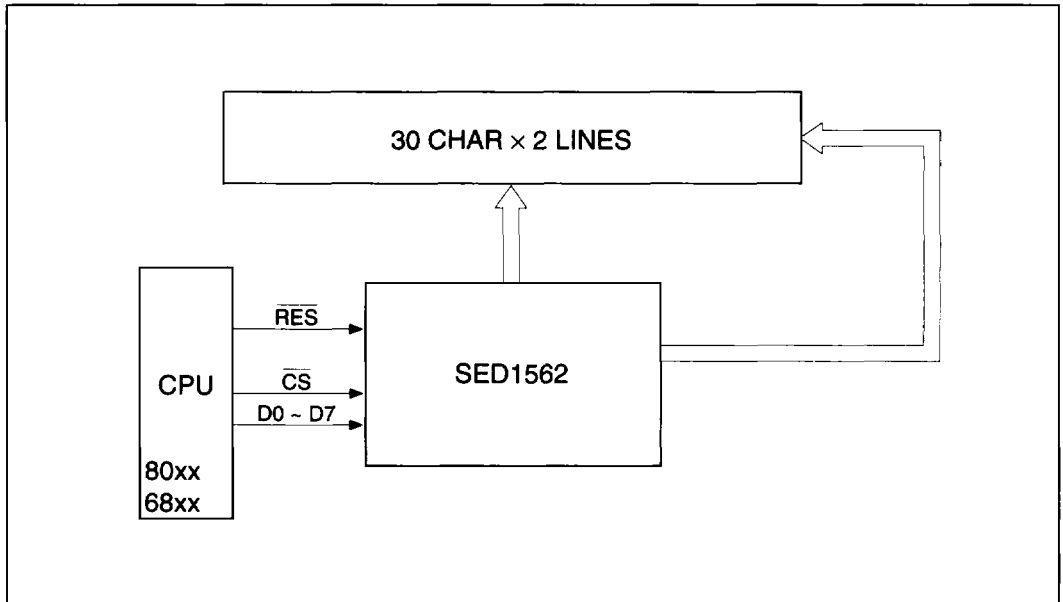 30 CHAR × 2 LINES
RES
CS
D0 ~ D7
CPU
80xx
68xx
SED1562